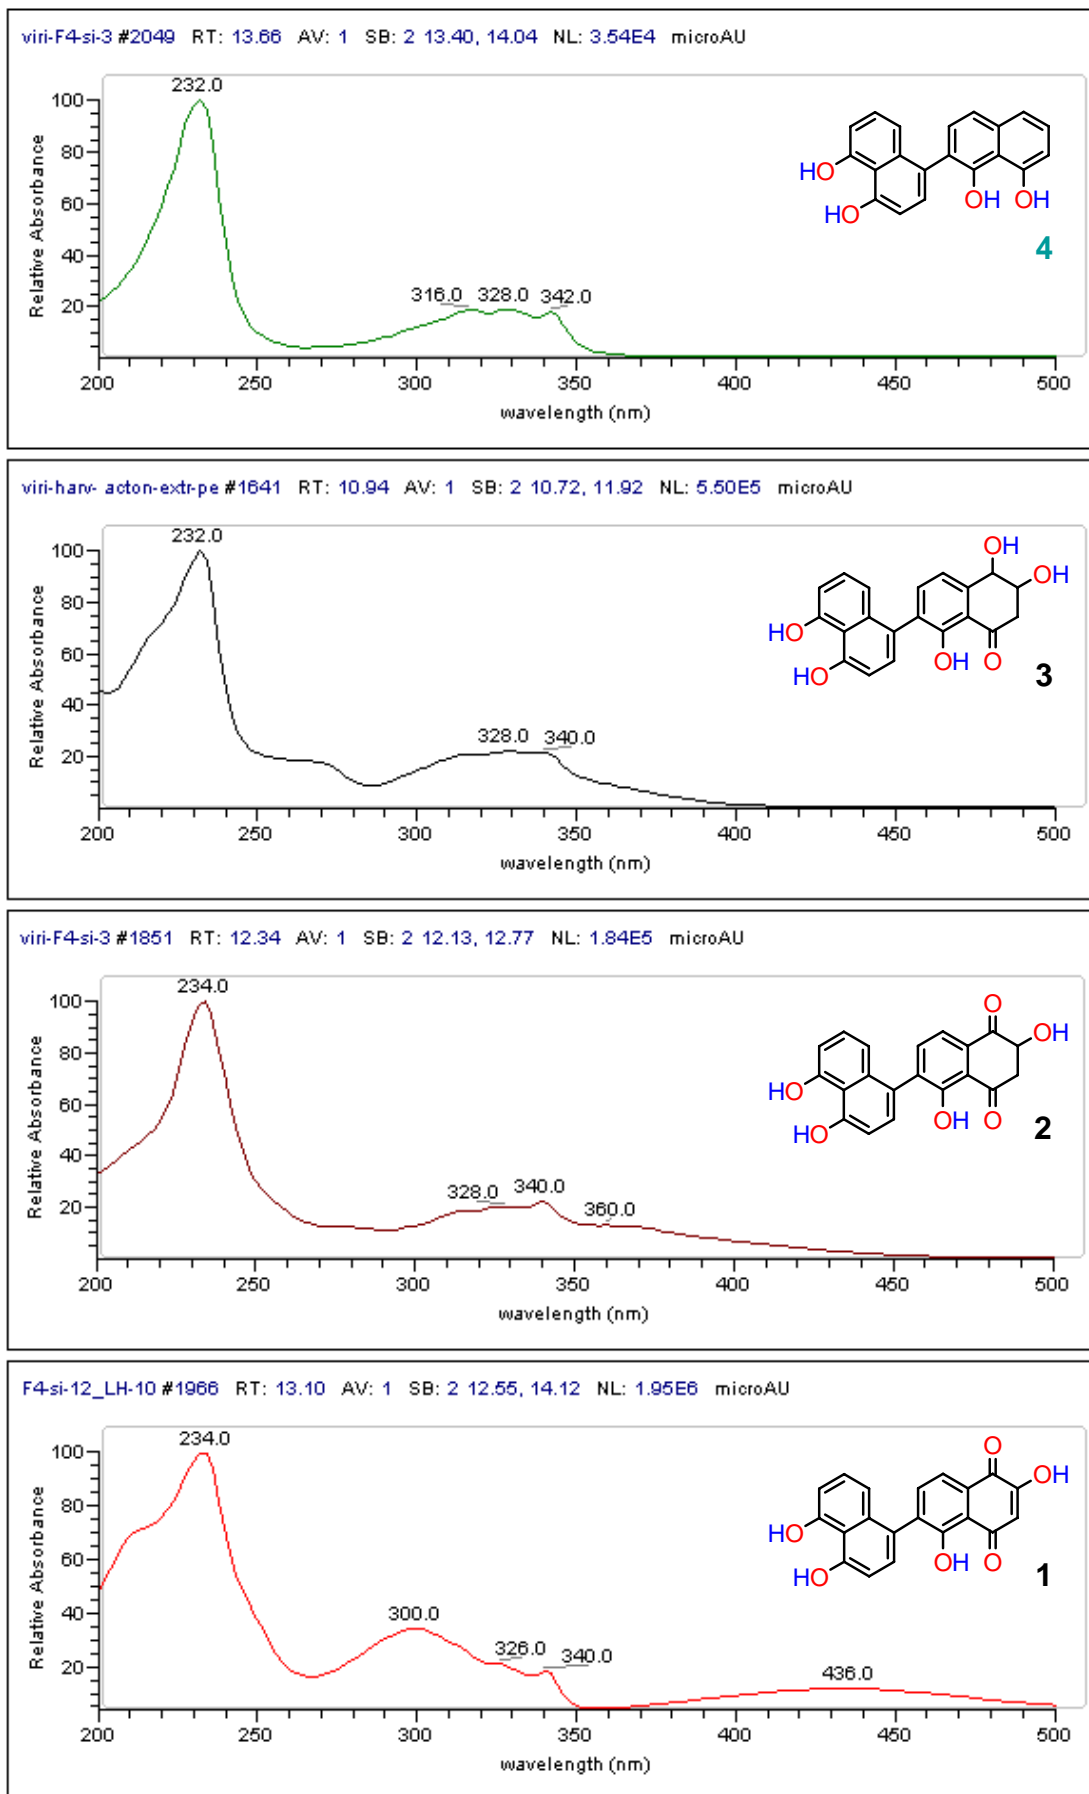 viri-F4-si-3 #2049 RT: 13.66 AV: 1 SB: 2 13.40, 14.04 NL: 3.54E4 microAU
232.0
100
80
60
40
20
Relative Absorbance
316.0 328.0 342.0
HO
HO
OH OH
4
200 250 300 350 400 450 500
wavelength (nm)
viri-harv- acton-extr-pe #1641 RT: 10.94 AV: 1 SB: 2 10.72, 11.92 NL: 5.50E5 microAU
232.0
100
80
60
40
20
Relative Absorbance
328.0 340.0
OH
OH
HO
HO
OH O
3
200 250 300 350 400 450 500
wavelength (nm)
viri-F4-si-3 #1851 RT: 12.34 AV: 1 SB: 2 12.13, 12.77 NL: 1.84E5 microAU
234.0
100
80
60
40
20
Relative Absorbance
328.0 340.0 360.0
O
OH
HO
HO
OH O
2
200 250 300 350 400 450 500
wavelength (nm)
F4-si-12_LH-10 #1966 RT: 13.10 AV: 1 SB: 2 12.55, 14.12 NL: 1.95E6 microAU
234.0
100
80
60
40
20
Relative Absorbance
300.0 326.0 340.0 436.0
O
OH
HO
HO
OH O
1
200 250 300 350 400 450 500
wavelength (nm)